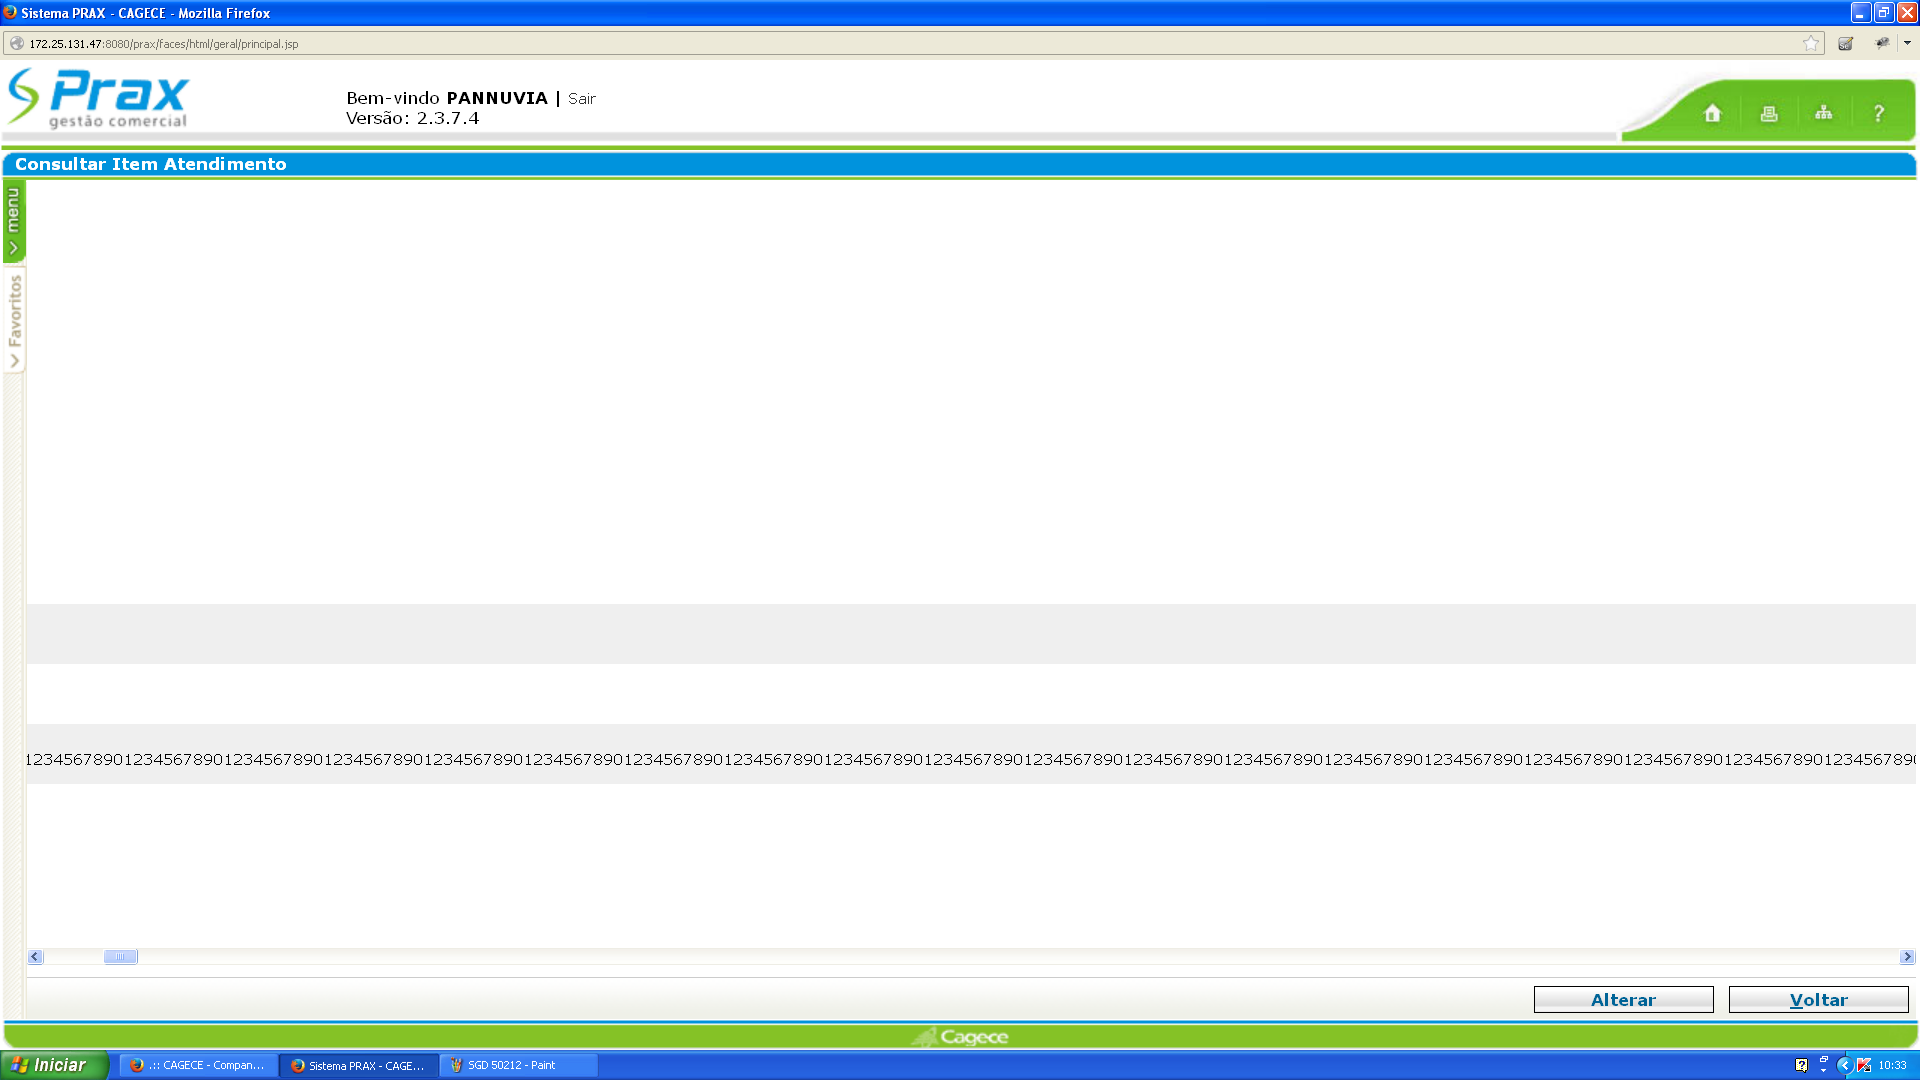 Sistema PRAX - CAGECE - Mozilla Firefox
172.25.131.47:8080/prax/faces/html/geral/principal.jsp
Prax
gestão comercial
Bem-vindo PANNUVIA | Sair
Versão: 2.3.7.4
?
Consultar Item Atendimento
menu
Favoritos
1234567890123456789012345678901234567890123456789012345678901234567890123456789012345678901234567890123456789012345678901234567890123456789012345678901234567890123456789012345678901234567890
Alterar
Voltar
Cagece
Iniciar
.:: CAGECE - Compan...
Sistema PRAX - CAGE...
SGD 50212 - Paint
10:33